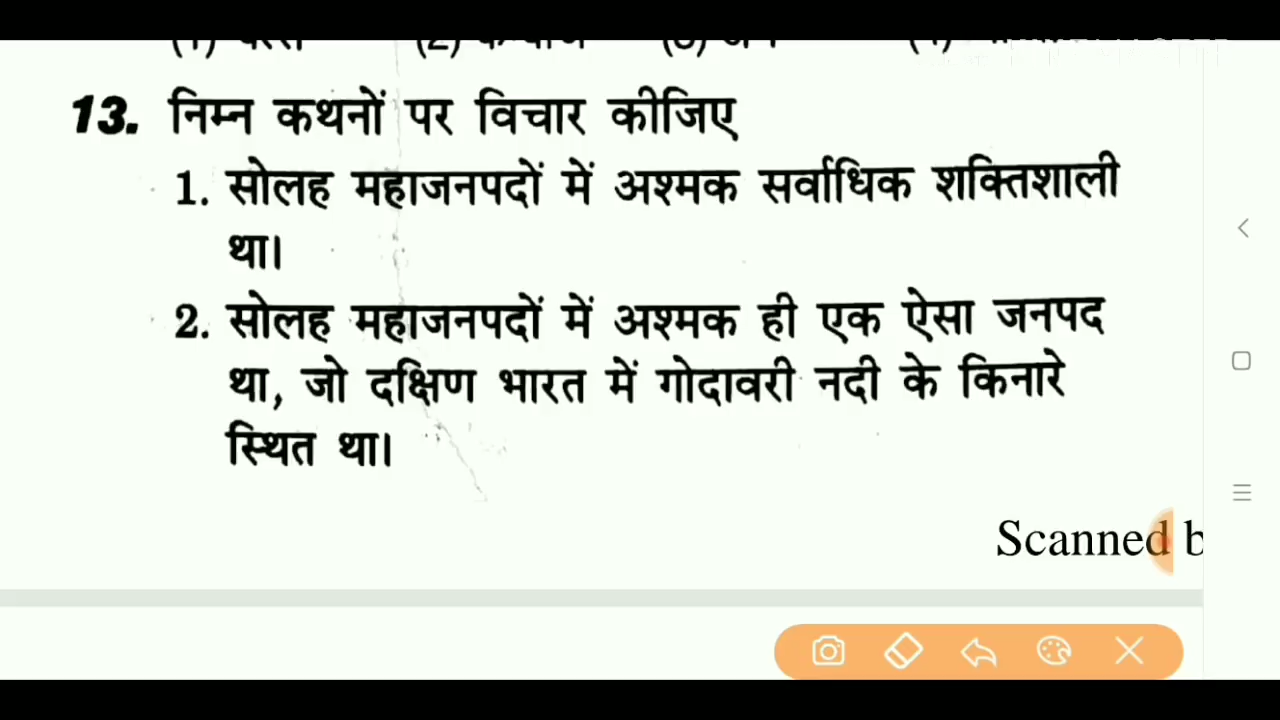 13. निम्न कथनों पर विचार कीजिए
1. सोलह महाजनपदों में अश्मक सर्वाधिक शक्तिशाली
था।
2. सोलह महाजनपदों में अश्मक ही एक ऐसा जनपद
था, जो दक्षिण भारत में गोदावरी नदी के किनारे
स्थित था।
Scanned b